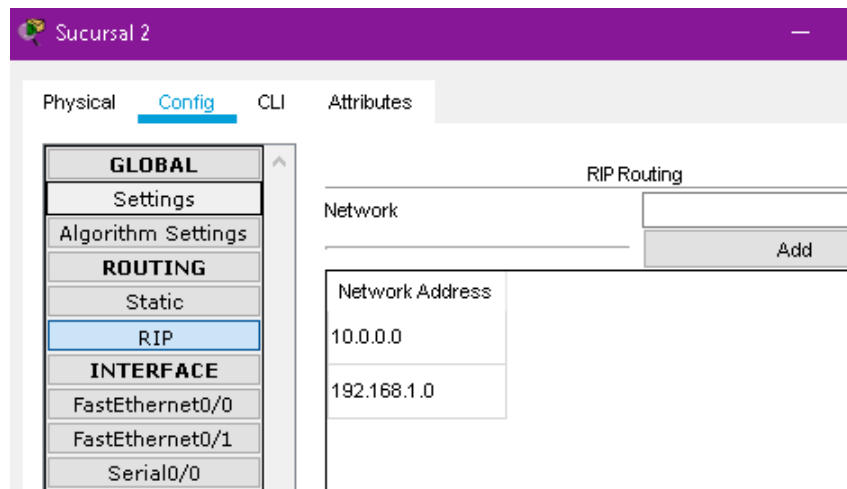 Sucursal 2
Physical Config CLI Attributes
GLOBAL
Settings
Algorithm Settings
ROUTING
Static
RIP
INTERFACE
FastEthernet0/0
FastEthernet0/1
Serial0/0
RIP Routing
Network
Add
Network Address
10.0.0.0
192.168.1.0